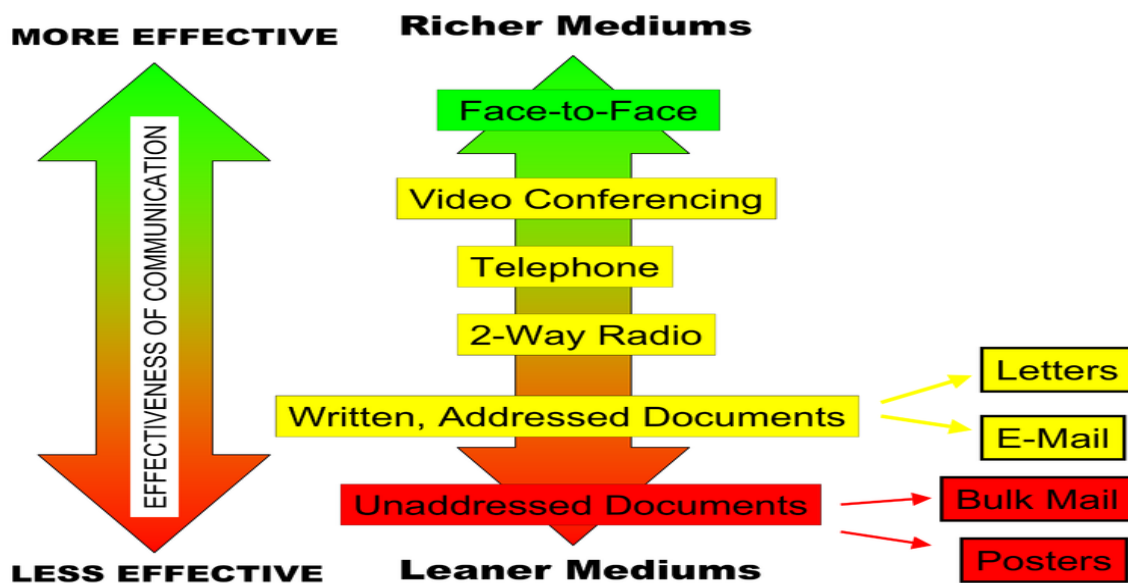 MORE EFFECTIVE
Richer Mediums
Face-to-Face
EFFECTIVENESS OF COMMUNICATION
Video Conferencing
Telephone
2-Way Radio
Letters
Written, Addressed Documents
E-Mail
Unaddressed Documents
Bulk Mail
Posters
LESS EFFECTIVE
Leaner Mediums